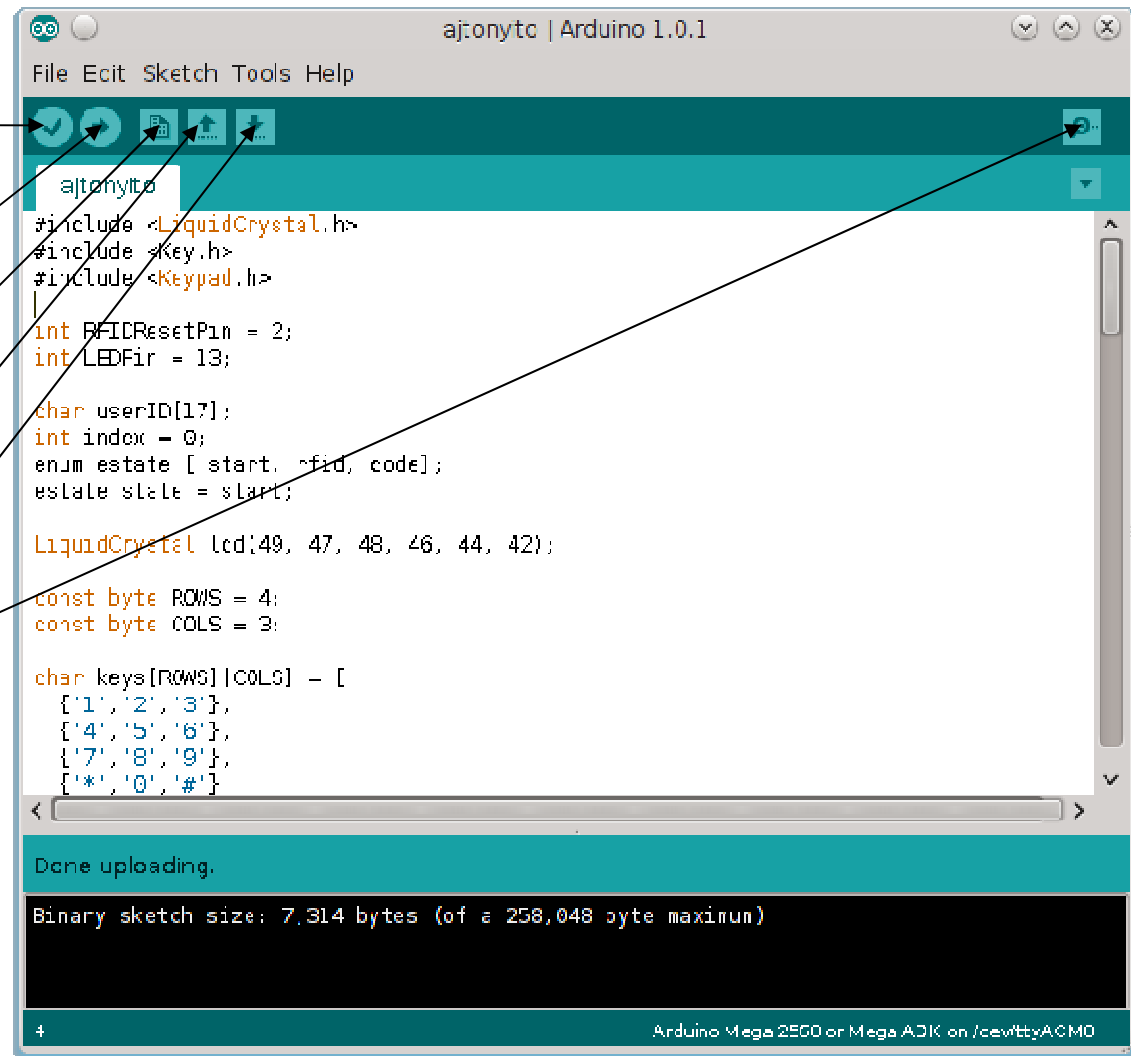 ajtonyito | Arduino 1.0.1
File Edit Sketch Tools Help
ajtonyito
#include <LiquidCrystal.h>
#include <Key.h>
#include <Keypad.h>
int RFIDResetPin = 2;
int LEDPin = 13;
char userID[17];
int index = 0;
enum estate { start, rfid, code};
estate state = start;
LiquidCrystal lcd(49, 47, 48, 46, 44, 42);
const byte ROWS = 4;
const byte COLS = 3;
char keys[ROWS][COLS] = {
{'1','2','3'},
{'4','5','6'},
{'7','8','9'},
{'*','0','#'}
Done uploading.
Binary sketch size: 7,314 bytes (of a 258,048 byte maximum)
4
Arduino Mega 2560 or Mega ADK on /dev/ttyACM0